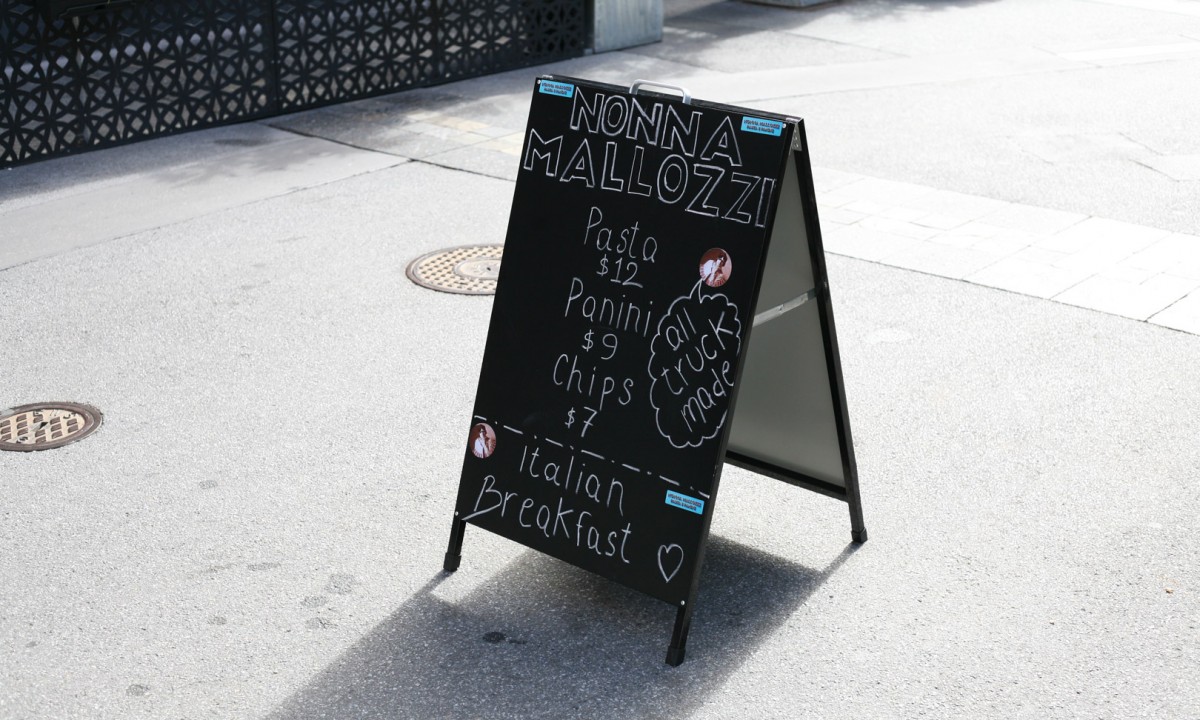 NONNA
MALLOZZI
Pasta
$12
Panini
$9
Chips
$7
all
truck
made
italian
Breakfast